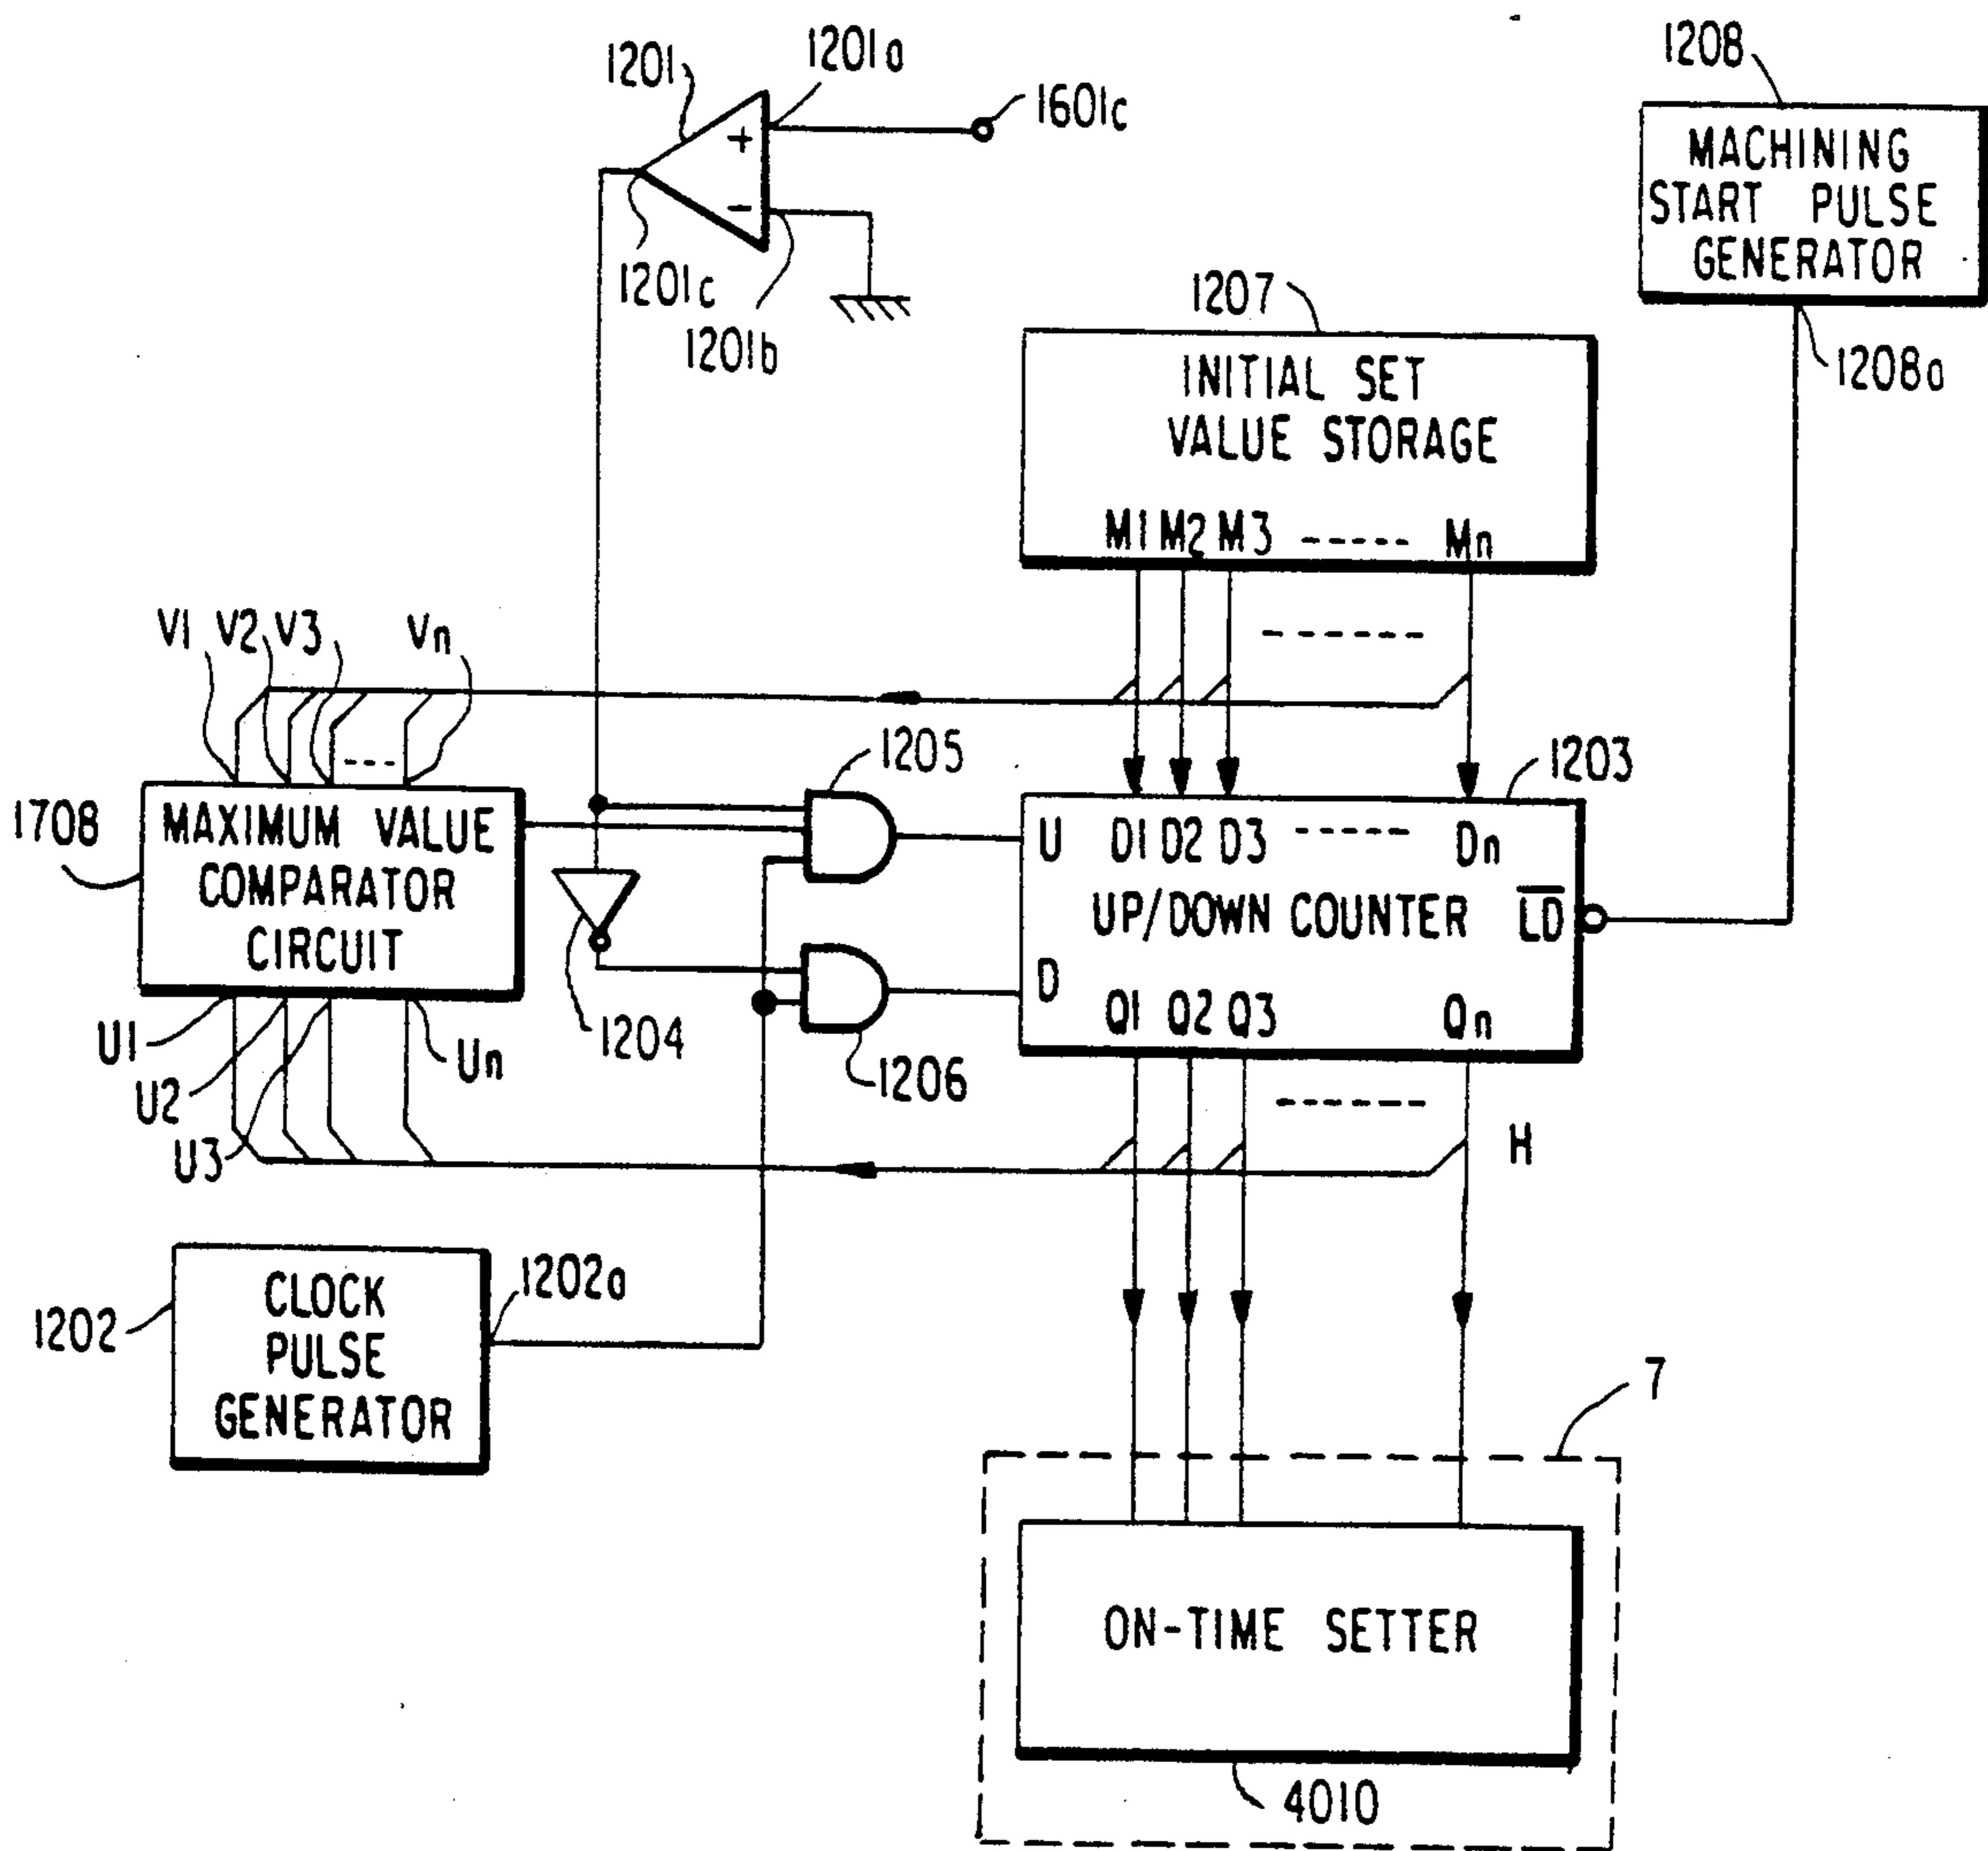 1201
1201a
1601c
1208
MACHINING
START PULSE
GENERATOR
1201c
1201b
1208a
1207
INITIAL SET
VALUE STORAGE
M1 M2 M3 ----- Mn
V1 V2 V3 Vn
1205
1203
1708
MAXIMUM VALUE
COMPARATOR
CIRCUIT
U D1 D2 D3 ----- Dn
UP/DOWN COUNTER LD
D
Q1 Q2 Q3 Qn
1204
1206
U1
U2
U3
Un
H
1202
CLOCK
PULSE
GENERATOR
1202a
7
ON-TIME SETTER
4010
+
-